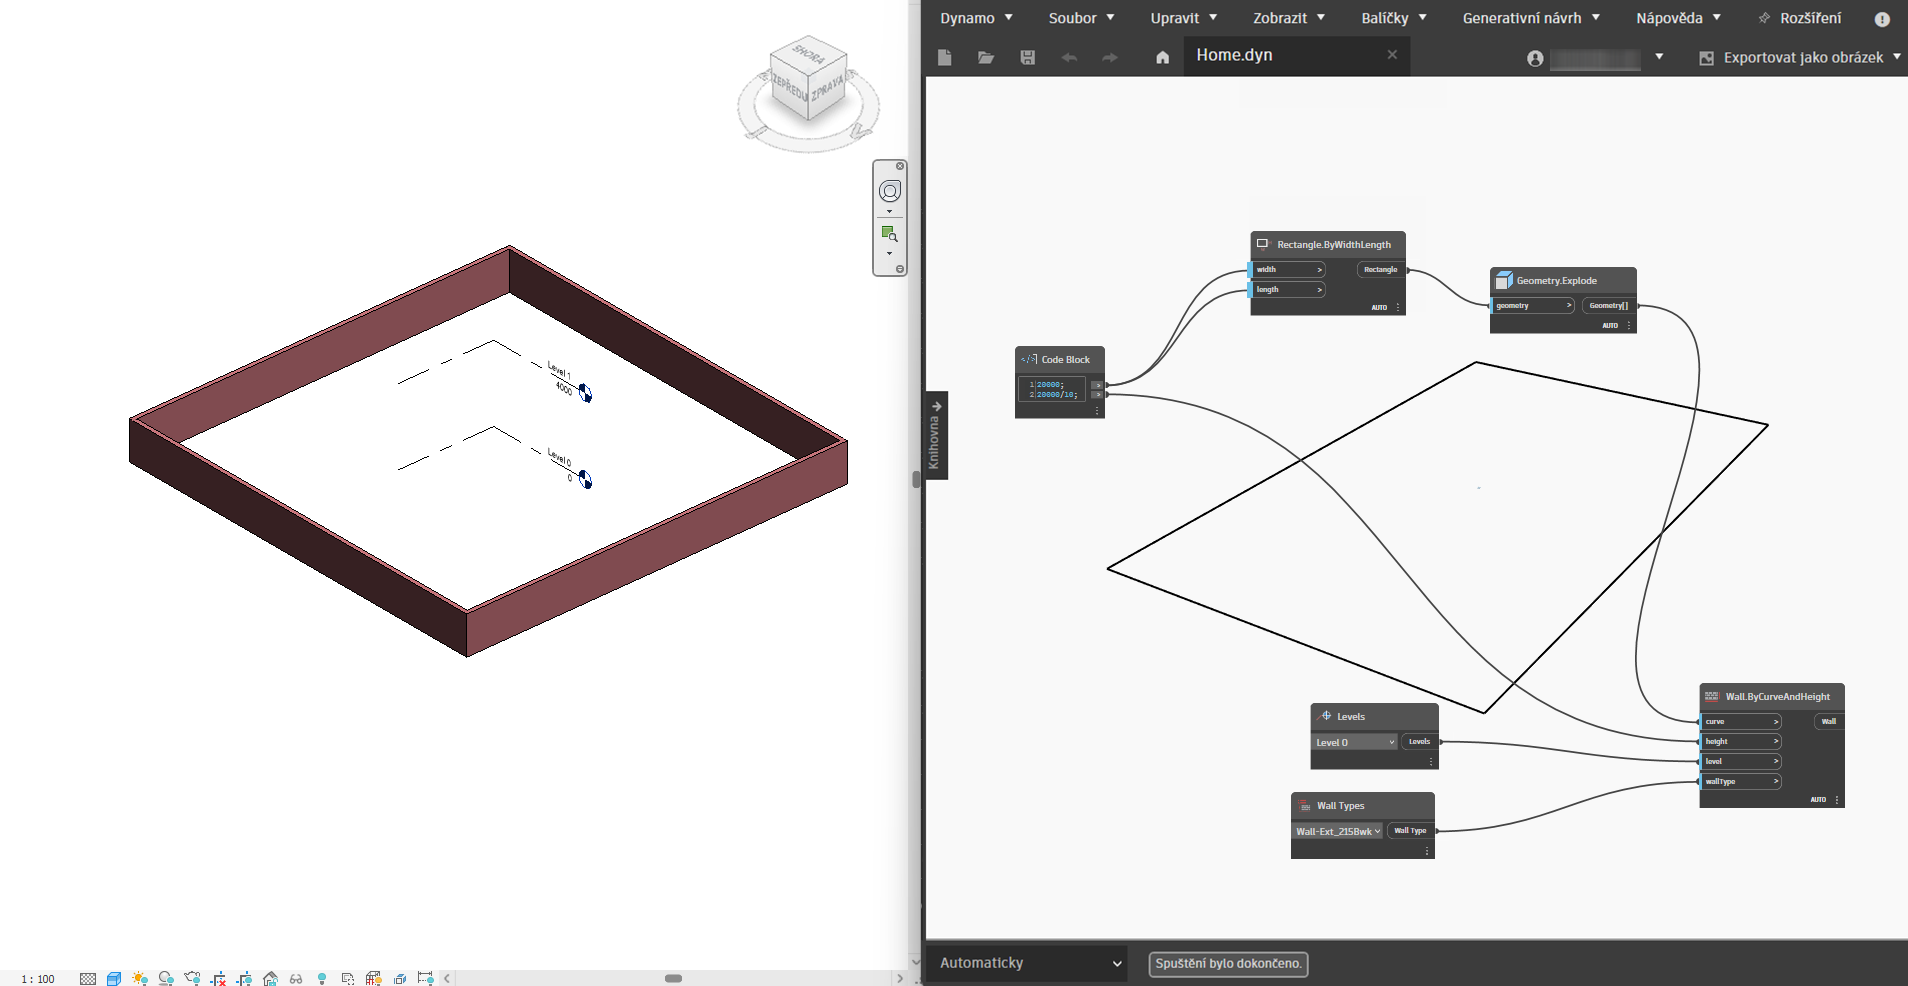 SHORA
ZEPŘEDU
ZPRAVA
Level 1
4000
Level 0
0
1 : 100
Dynamo
Soubor
Upravit
Zobrazit
Balíčky
Generativní návrh
Nápověda
Rozšíření
Home.dyn
Exportovat jako obrázek
Knihovna
Rectangle.ByWidthLength
width >
Rectangle
length >
AUTO
Geometry.Explode
geometry >
Geometry[]
AUTO
Code Block
1 20000; >
2 20000/10; >
Levels
Level 0
Levels
Wall Types
Wall-Ext_215Bwk
Wall Type
Wall.ByCurveAndHeight
curve >
Wall
height >
level >
wallType >
AUTO
Automaticky
Spuštění bylo dokončeno.